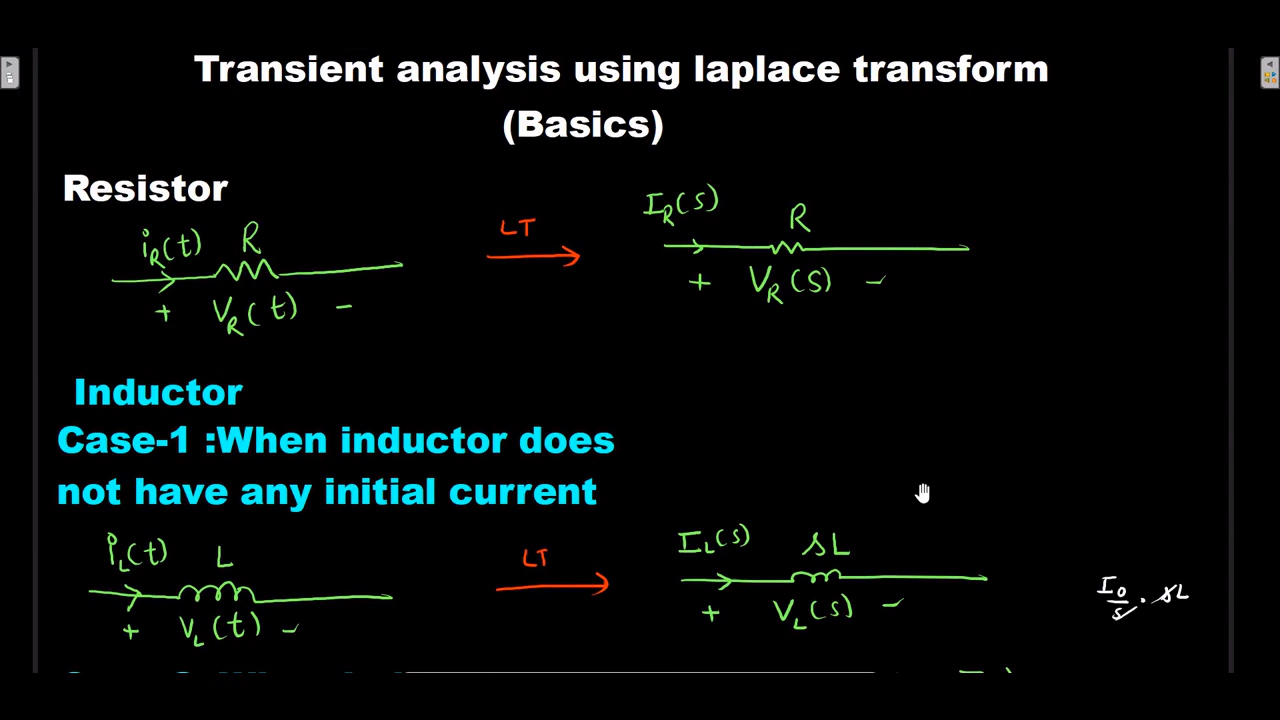 Transient analysis using laplace transform
(Basics)
Resistor
i_R(t) R
+ V_R(t) -
LT
I_R(s) R
+ V_R(s) -
Inductor
Case-1 :When inductor does
not have any initial current
i_L(t) L
+ V_L(t) -
LT
I_L(s) sL
+ V_L(s) -
I_0/s . sL